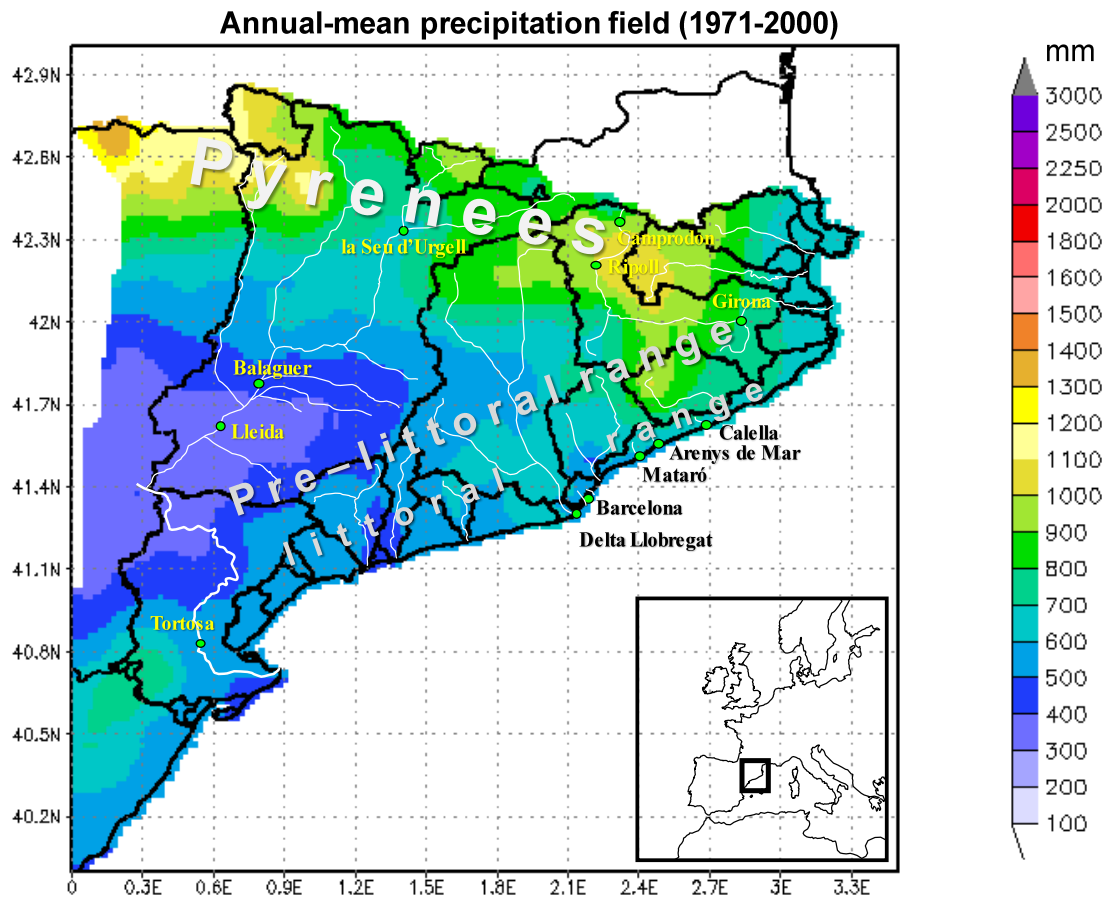 Annual-mean precipitation field (1971-2000)
mm
42.9N
42.6N
42.3N
42N
41.7N
41.4N
41.1N
40.8N
40.5N
40.2N
Pyrenees
la Seu d'Urgell
Camprodon
Ripoll
Girona
Balaguer
Lleida
Pre-littoral range
littoral range
Calella
Arenys de Mar
Mataró
Barcelona
Delta Llobregat
Tortosa
0 0.3E 0.6E 0.9E 1.2E 1.5E 1.8E 2.1E 2.4E 2.7E 3E 3.3E
3000
2500
2250
2000
1800
1600
1500
1400
1300
1200
1100
1000
900
800
700
600
500
400
300
200
100